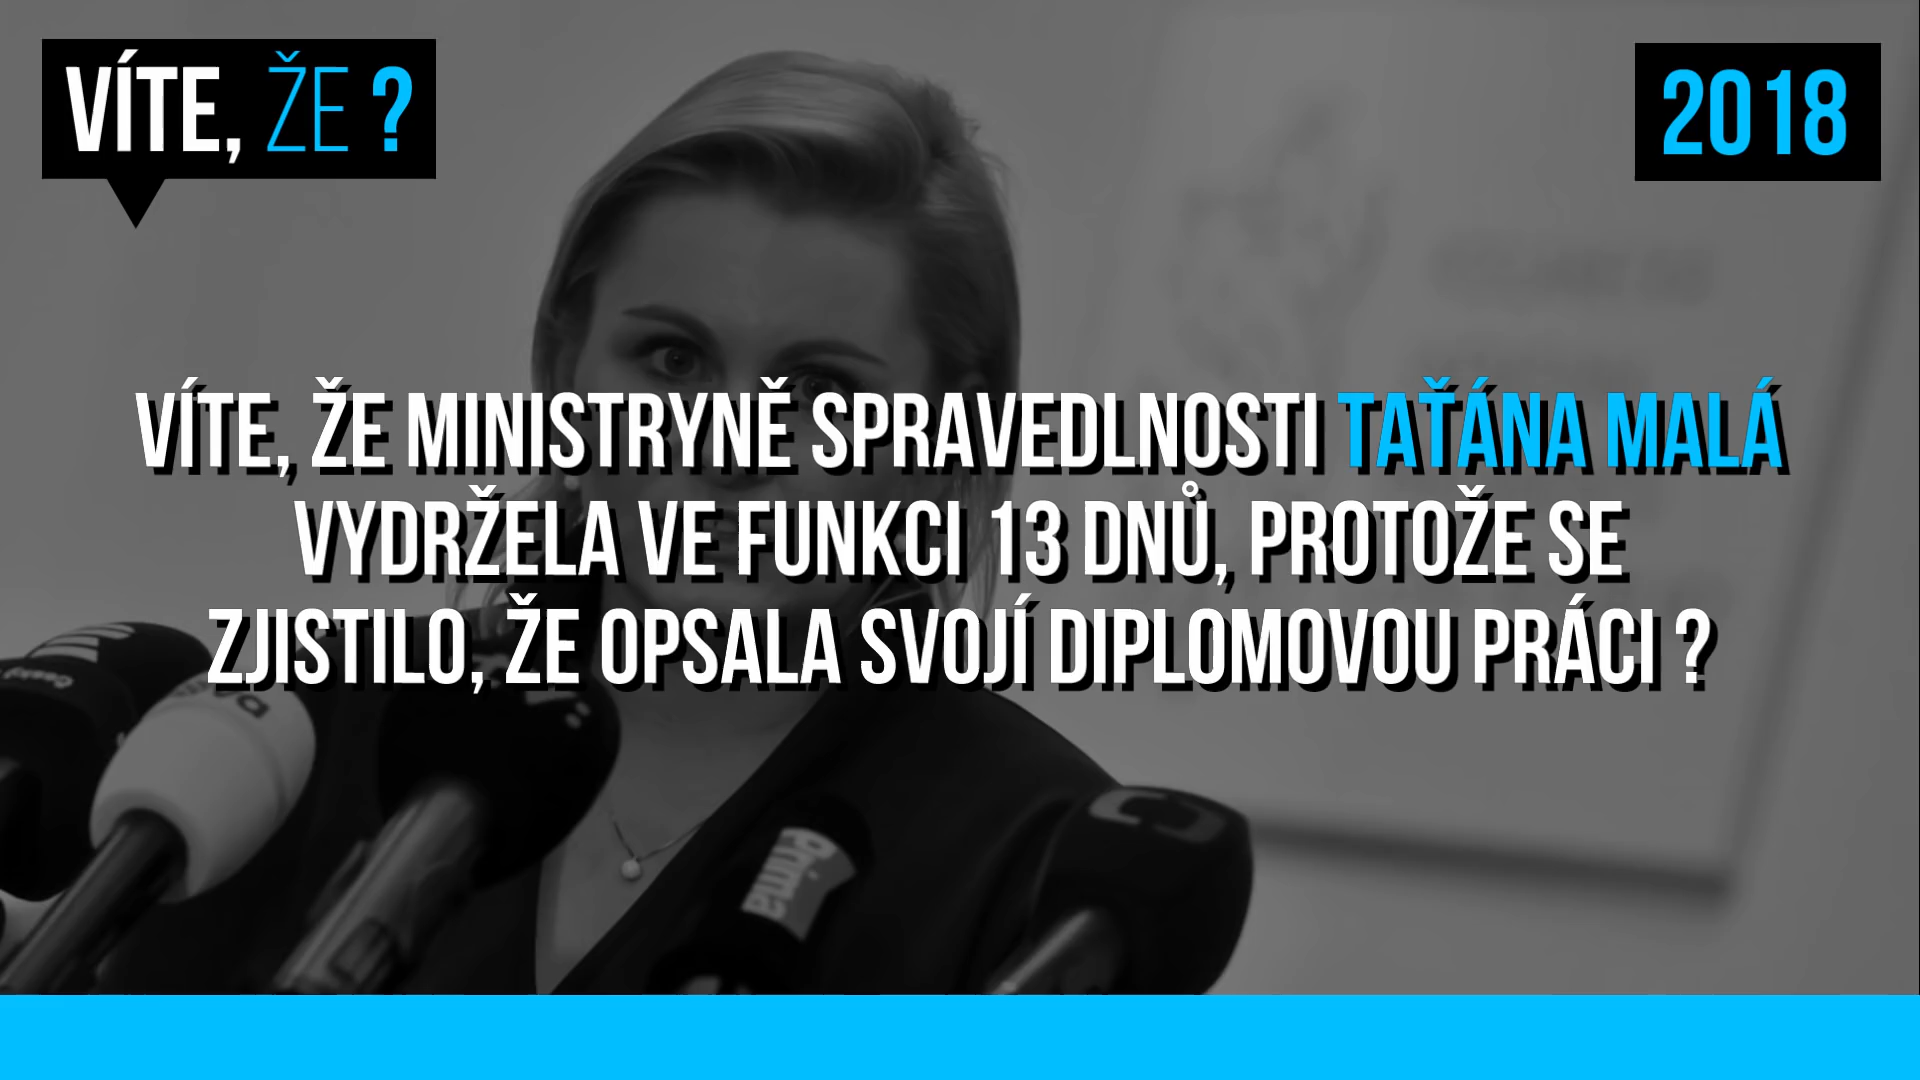 VÍTE, ŽE ?
2018
VÍTE, ŽE MINISTRYNĚ SPRAVEDLNOSTI TAŤÁNA MALÁ
VYDRŽELA VE FUNKCI 13 DNŮ, PROTOŽE SE
ZJISTILO, ŽE OPSALA SVOJÍ DIPLOMOVOU PRÁCI ?
Prima